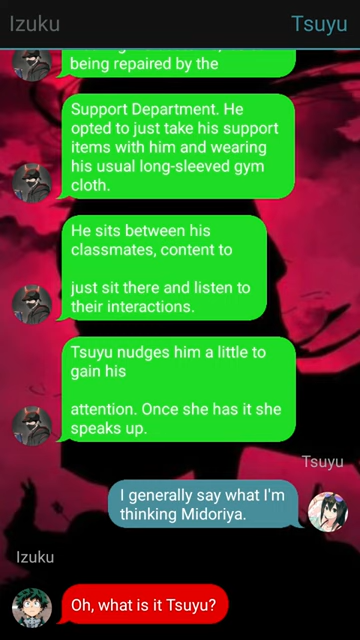 Izuku
Tsuyu
being repaired by the
Support Department. He
opted to just take his support
items with him and wearing
his usual long-sleeved gym
cloth.
He sits between his
classmates, content to
just sit there and listen to
their interactions.
Tsuyu nudges him a little to
gain his
attention. Once she has it she
speaks up.
Tsuyu
I generally say what I'm
thinking Midoriya.
Izuku
Oh, what is it Tsuyu?